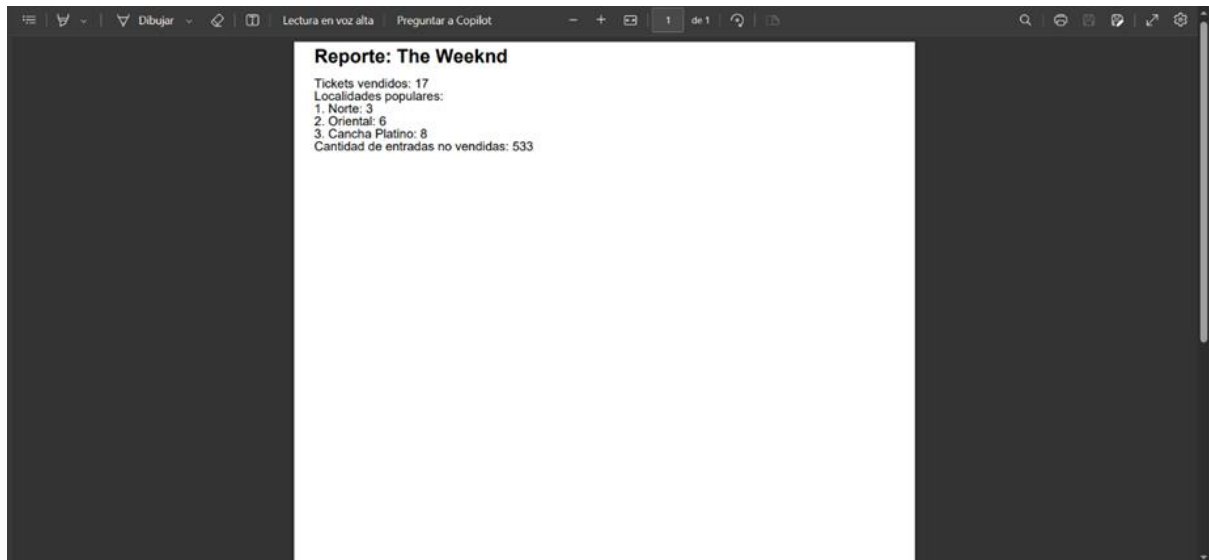 Dibujar Lectura en voz alta Preguntar a Copilot 1 de 1
Reporte: The Weeknd
Tickets vendidos: 17
Localidades populares:
1. Norte: 3
2. Oriental: 6
3. Cancha Platino: 8
Cantidad de entradas no vendidas: 533